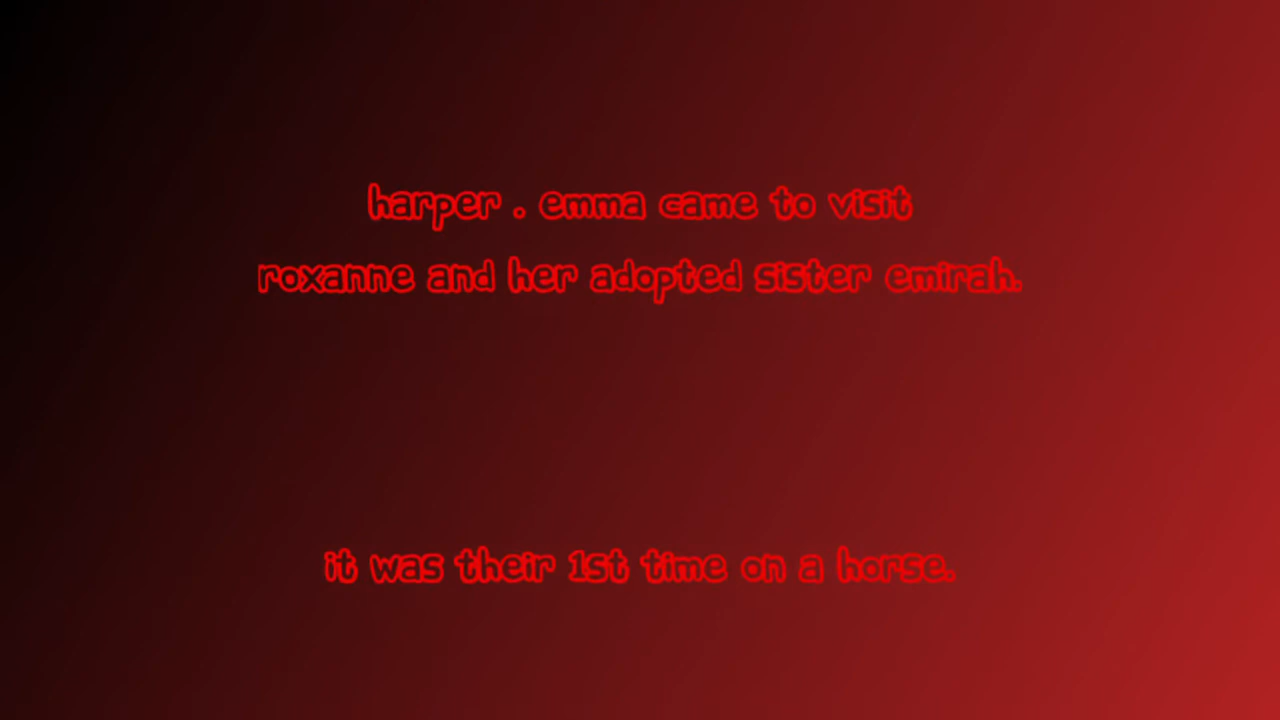 harper . emma came to visit
roxanne and her adopted sister emirah.
it was their 1st time on a horse.